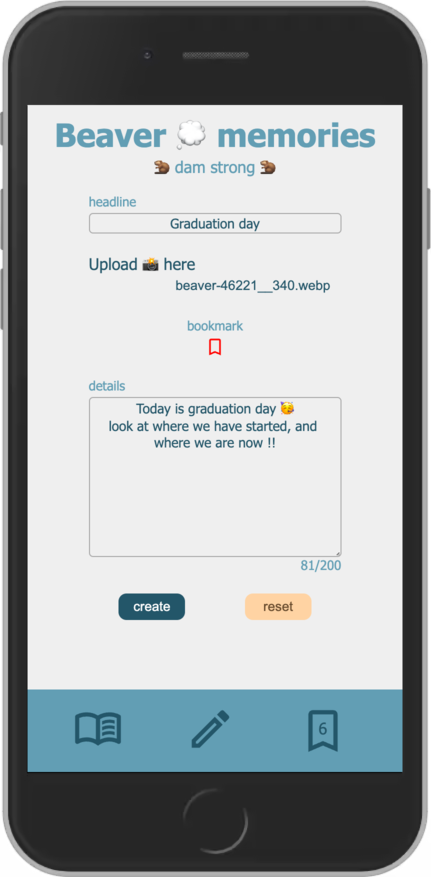 Beaver 💭 memories
🦫 dam strong 🦫
headline
Graduation day
Upload 📸 here
beaver-46221__340.webp
bookmark
details
Today is graduation day 🥳
look at where we have started, and
where we are now !!
81/200
create reset
6